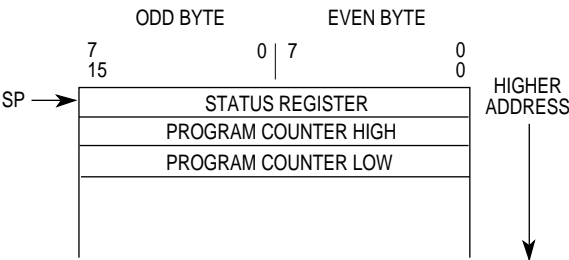 ODD BYTE EVEN BYTE
7 0 7 0
15 0
HIGHER
ADDRESS
SP
STATUS REGISTER
PROGRAM COUNTER HIGH
PROGRAM COUNTER LOW